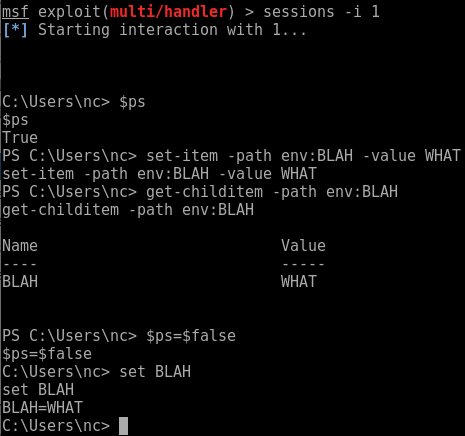 msf exploit(multi/handler) > sessions -i 1
[*] Starting interaction with 1...
C:\Users\nc> $ps
$ps
True
PS C:\Users\nc> set-item -path env:BLAH -value WHAT
set-item -path env:BLAH -value WHAT
PS C:\Users\nc> get-childitem -path env:BLAH
get-childitem -path env:BLAH
Name                           Value
----                           -----
BLAH                           WHAT
PS C:\Users\nc> $ps=$false
$ps=$false
C:\Users\nc> set BLAH
set BLAH
BLAH=WHAT
C:\Users\nc>